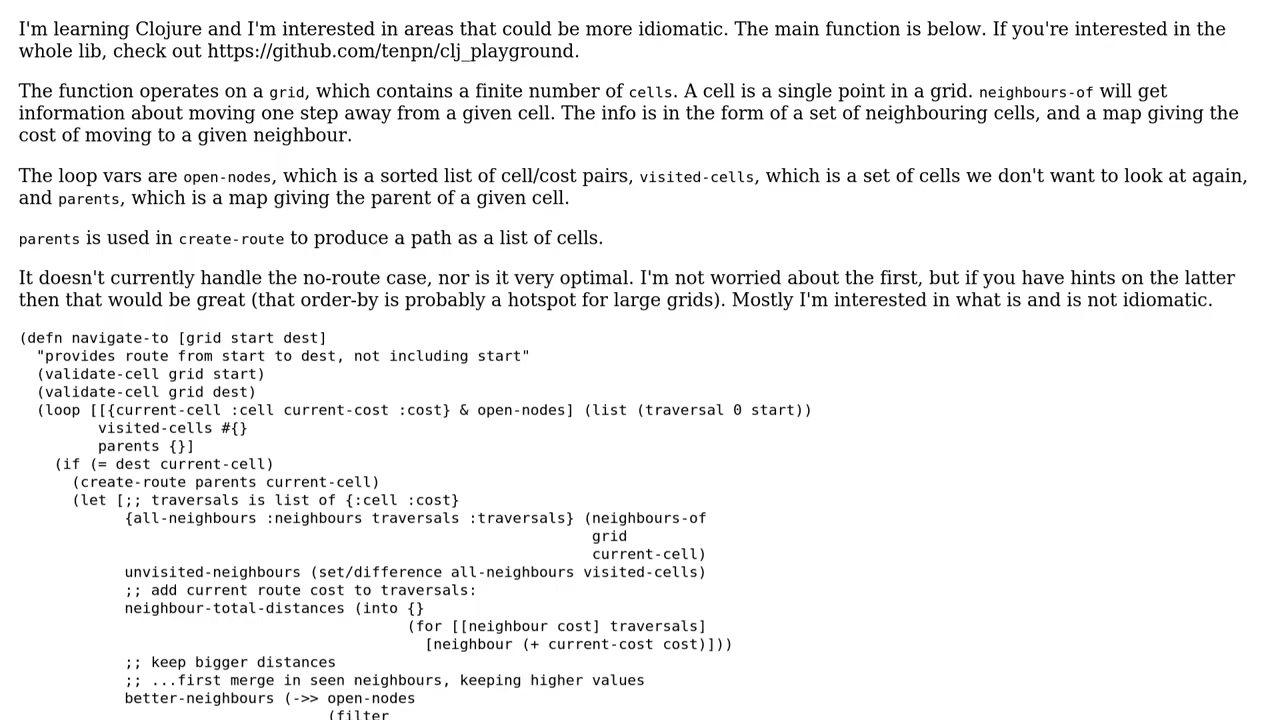 I'm learning Clojure and I'm interested in areas that could be more idiomatic. The main function is below. If you're interested in the
whole lib, check out https://github.com/tenpn/clj_playground.
The function operates on a grid, which contains a finite number of cells. A cell is a single point in a grid. neighbours-of will get
information about moving one step away from a given cell. The info is in the form of a set of neighbouring cells, and a map giving the
cost of moving to a given neighbour.
The loop vars are open-nodes, which is a sorted list of cell/cost pairs, visited-cells, which is a set of cells we don't want to look at again,
and parents, which is a map giving the parent of a given cell.
parents is used in create-route to produce a path as a list of cells.
It doesn't currently handle the no-route case, nor is it very optimal. I'm not worried about the first, but if you have hints on the latter
then that would be great (that order-by is probably a hotspot for large grids). Mostly I'm interested in what is and is not idiomatic.
(defn navigate-to [grid start dest]
  "provides route from start to dest, not including start"
  (validate-cell grid start)
  (validate-cell grid dest)
  (loop [[{current-cell :cell current-cost :cost} & open-nodes] (list (traversal 0 start))
         visited-cells #{}
         parents {}]
    (if (= dest current-cell)
      (create-route parents current-cell)
      (let [;; traversals is list of {:cell :cost}
            {all-neighbours :neighbours traversals :traversals} (neighbours-of
                                                                 grid
                                                                 current-cell)
            unvisited-neighbours (set/difference all-neighbours visited-cells)
            ;; add current route cost to traversals:
            neighbour-total-distances (into {}
                                            (for [[neighbour cost] traversals]
                                              [neighbour (+ current-cost cost)]))
            ;; keep bigger distances
            ;; ...first merge in seen neighbours, keeping higher values
            better-neighbours (->> open-nodes
                                   (filter